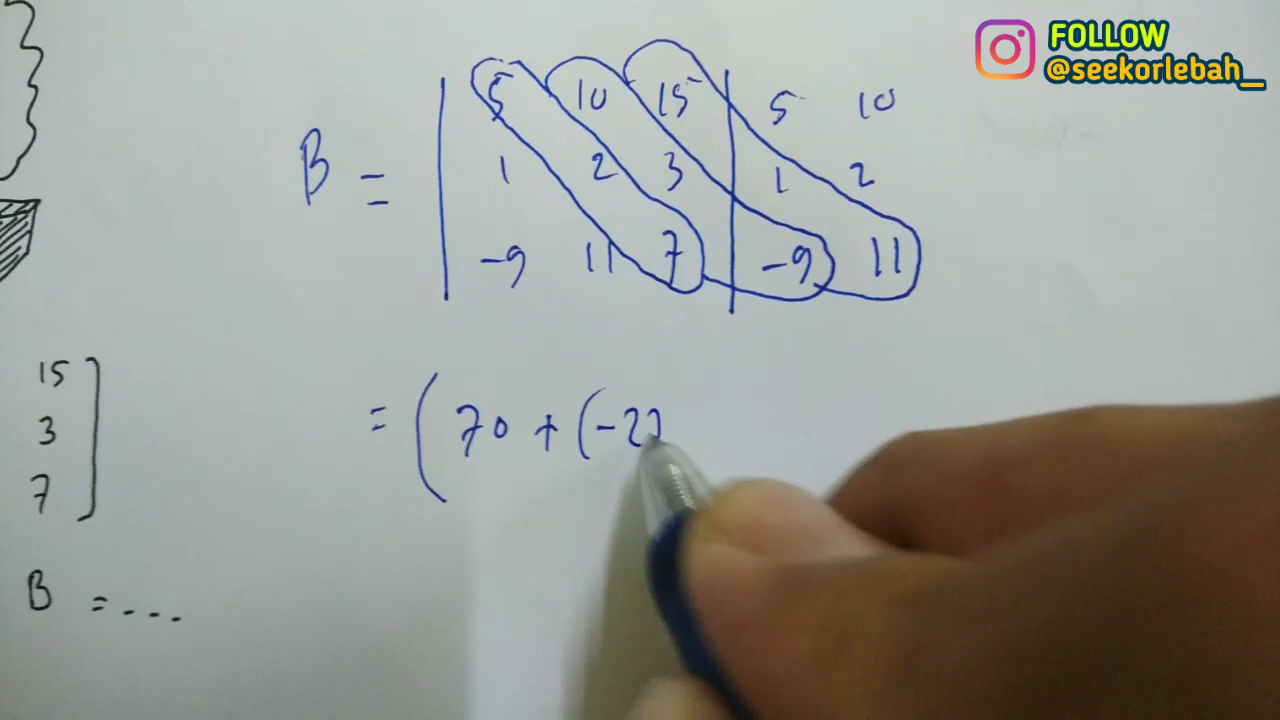 FOLLOW
@seekorlebah_
5 10 15 5 10
B = 1 2 3 1 2
-9 11 7 -9 11
= ( 70 + (-27
15
3
7
B = ...